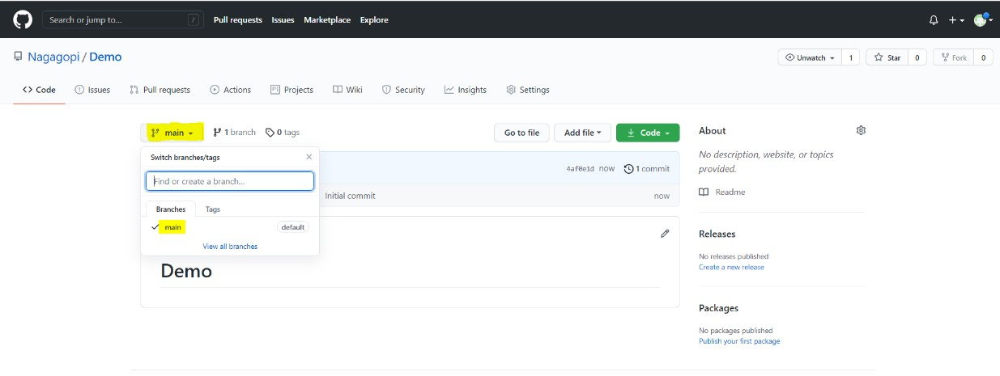 Search or jump to... /
Pull requests Issues Marketplace Explore
Nagagopi / Demo
Unwatch 1 Star 0 Fork 0
Code Issues Pull requests Actions Projects Wiki Security Insights Settings
main 1 branch 0 tags Go to file Add file Code
Switch branches/tags
Find or create a branch...
Branches Tags
main default
View all branches
4af0e1d now 1 commit
Initial commit now
Demo
About
No description, website, or topics
provided.
Readme
Releases
No releases published
Create a new release
Packages
No packages published
Publish your first package